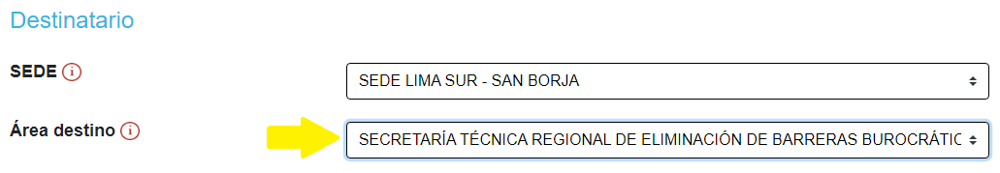 Destinatario
SEDE
SEDE LIMA SUR - SAN BORJA
Área destino
SECRETARÍA TÉCNICA REGIONAL DE ELIMINACIÓN DE BARRERAS BUROCRÁTIC